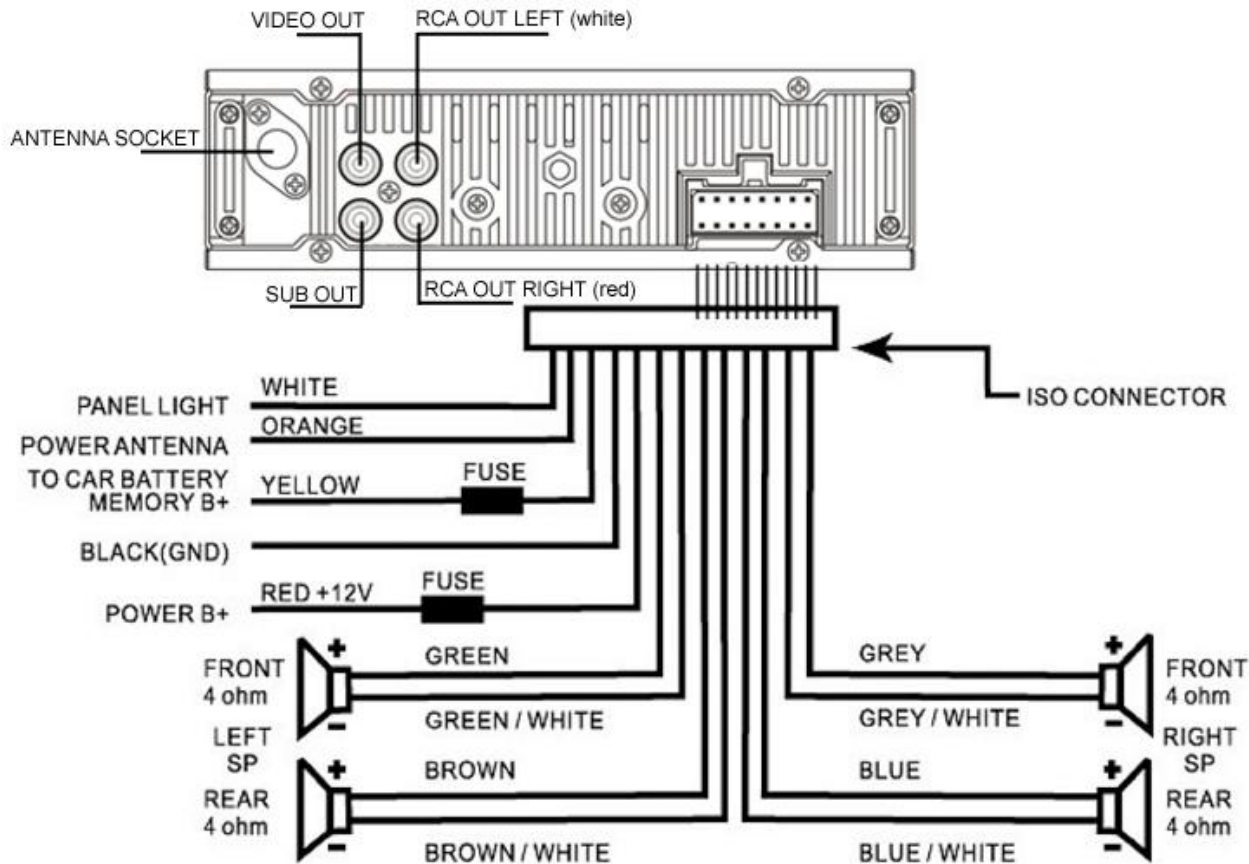 VIDEO OUT
RCA OUT LEFT (white)
ANTENNA SOCKET
SUB OUT
RCA OUT RIGHT (red)
ISO CONNECTOR
PANEL LIGHT
WHITE
POWER ANTENNA
ORANGE
TO CAR BATTERY
MEMORY B+
YELLOW
FUSE
BLACK(GND)
POWER B+
RED +12V
FUSE
FRONT
4 ohm
+
-
GREEN
GREEN / WHITE
LEFT
SP
REAR
4 ohm
+
-
BROWN
BROWN / WHITE
GREY
GREY / WHITE
+
-
FRONT
4 ohm
RIGHT
SP
BLUE
BLUE / WHITE
+
-
REAR
4 ohm